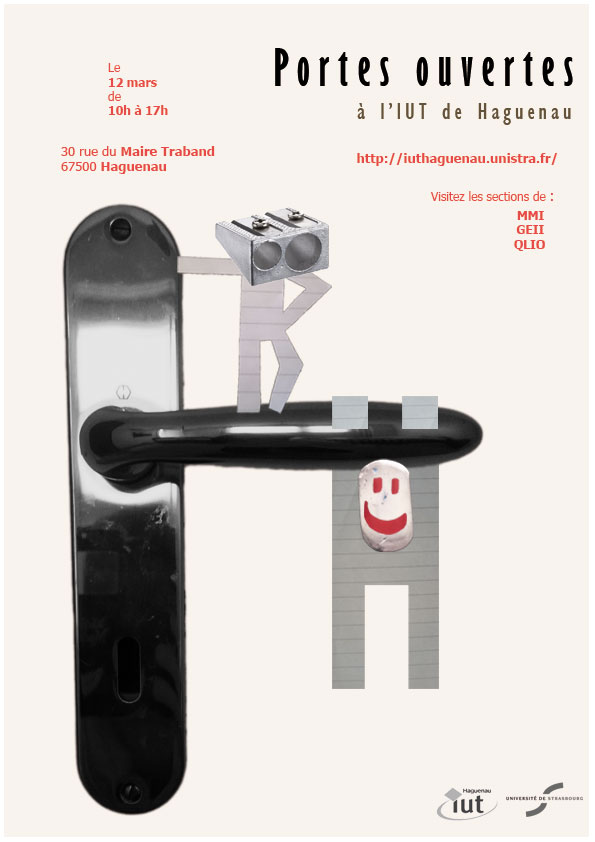 Portes ouvertes
à l'IUT de Haguenau
Le
12 mars
de
10h à 17h
30 rue du Maire Traband
67500 Haguenau
http://iuthaguenau.unistra.fr/
Visitez les sections de :
MMI
GEII
QLIO
Haguenau
iut
UNIVERSITÉ DE STRASBOURG